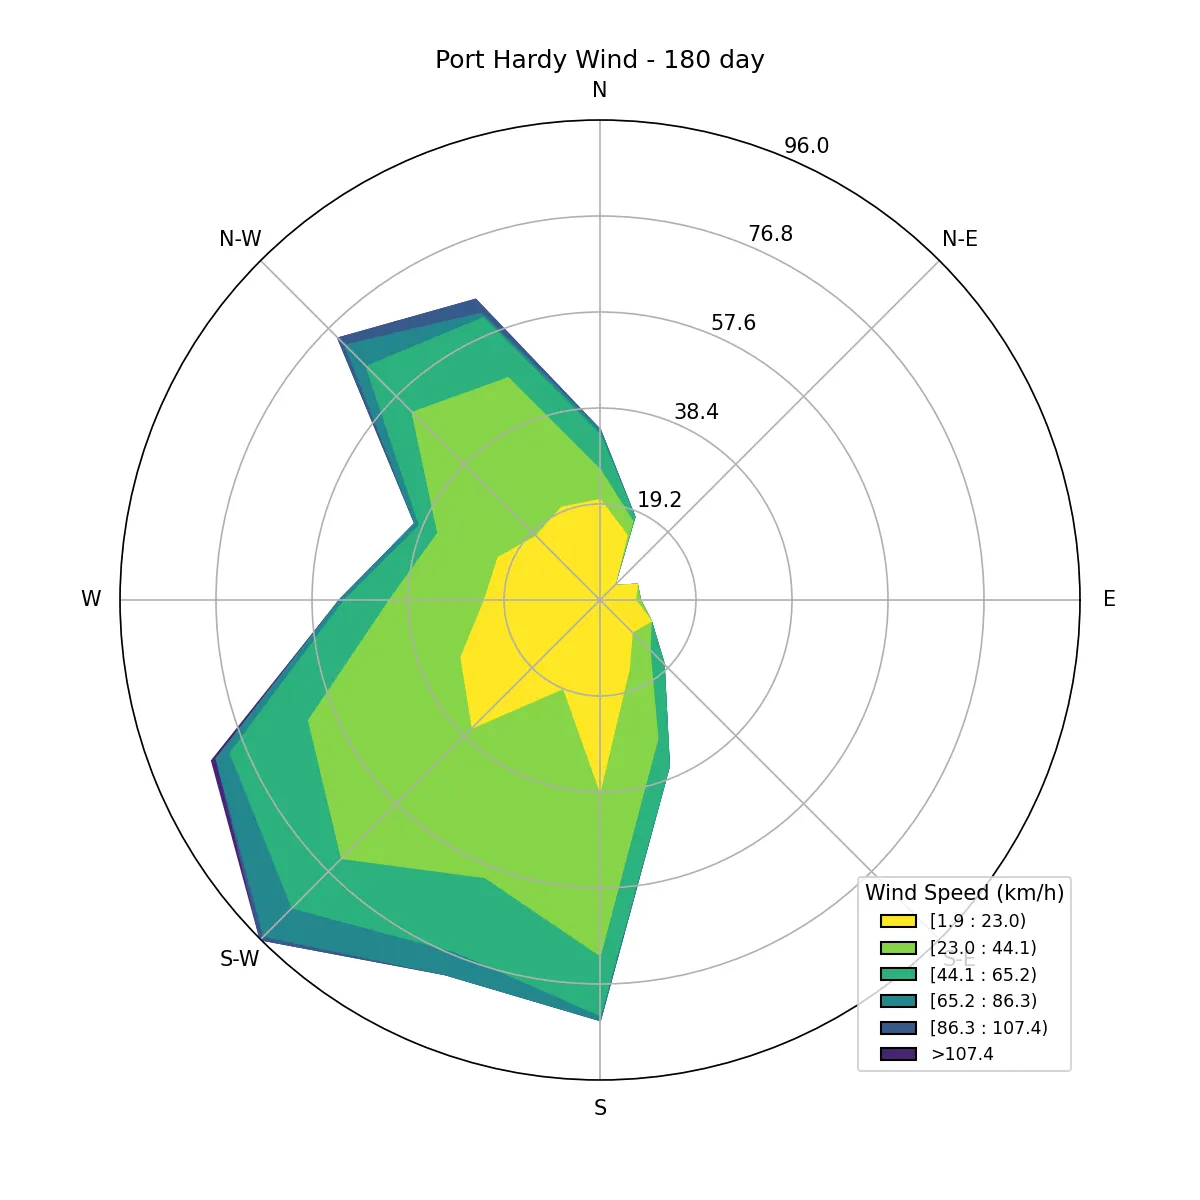 Port Hardy Wind - 180 day
N
96.0
N-W
76.8
N-E
57.6
38.4
19.2
W
E
S-W
S-E
S
Wind Speed (km/h)
[1.9 : 23.0)
[23.0 : 44.1)
[44.1 : 65.2)
[65.2 : 86.3)
[86.3 : 107.4)
>107.4